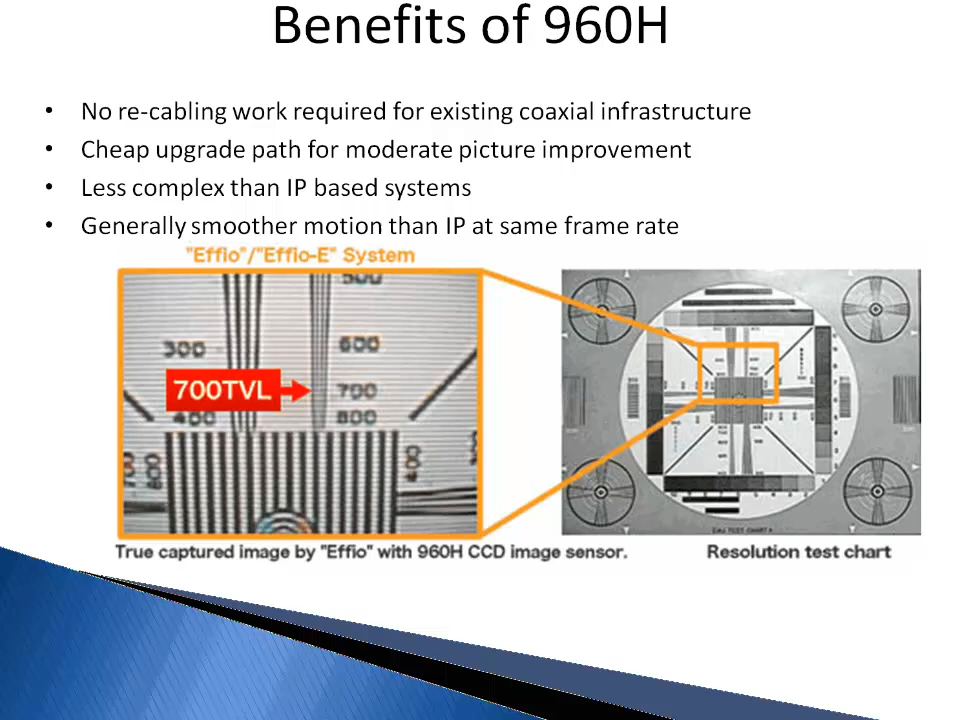 Benefits of 960H
• No re-cabling work required for existing coaxial infrastructure
• Cheap upgrade path for moderate picture improvement
• Less complex than IP based systems
• Generally smoother motion than IP at same frame rate
"Effio"/"Effio-E" System
500
300 600
700TVL 700
400 800
True captured image by "Effio" with 960H CCD image sensor.
Resolution test chart